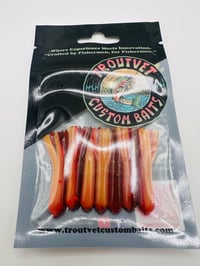 "Where Experience Meets Innovation."
"Crafted by Fishermen, for Fishermen."
TROUTVET
CUSTOM BAITS
www.troutvetcustombaits.com